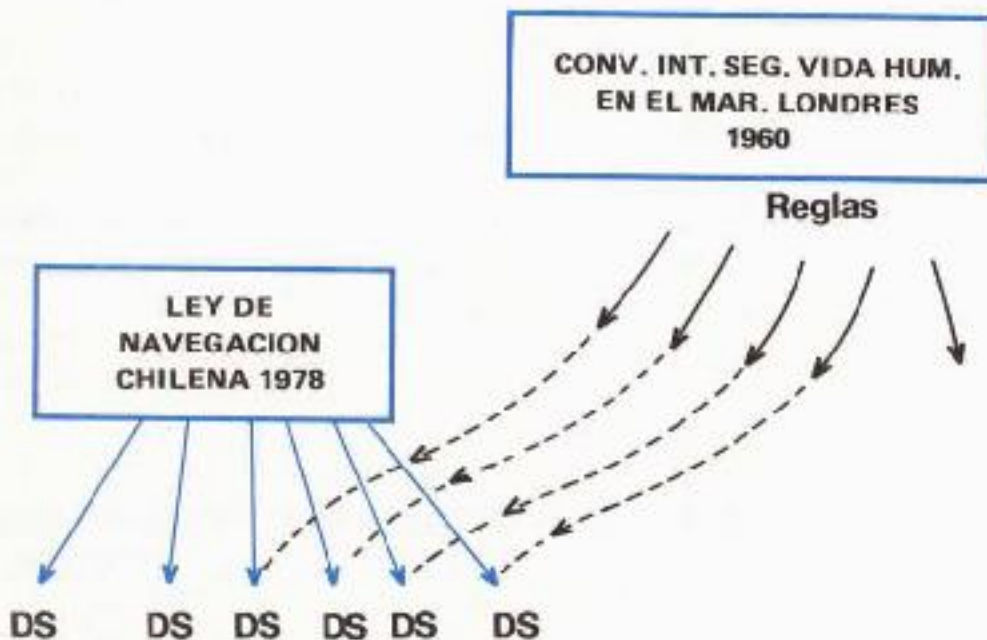 CONV. INT. SEG. VIDA HUM.
EN EL MAR. LONDRES
1960
Reglas
LEY DE
NAVEGACION
CHILENA 1978
DS DS DS DS DS DS